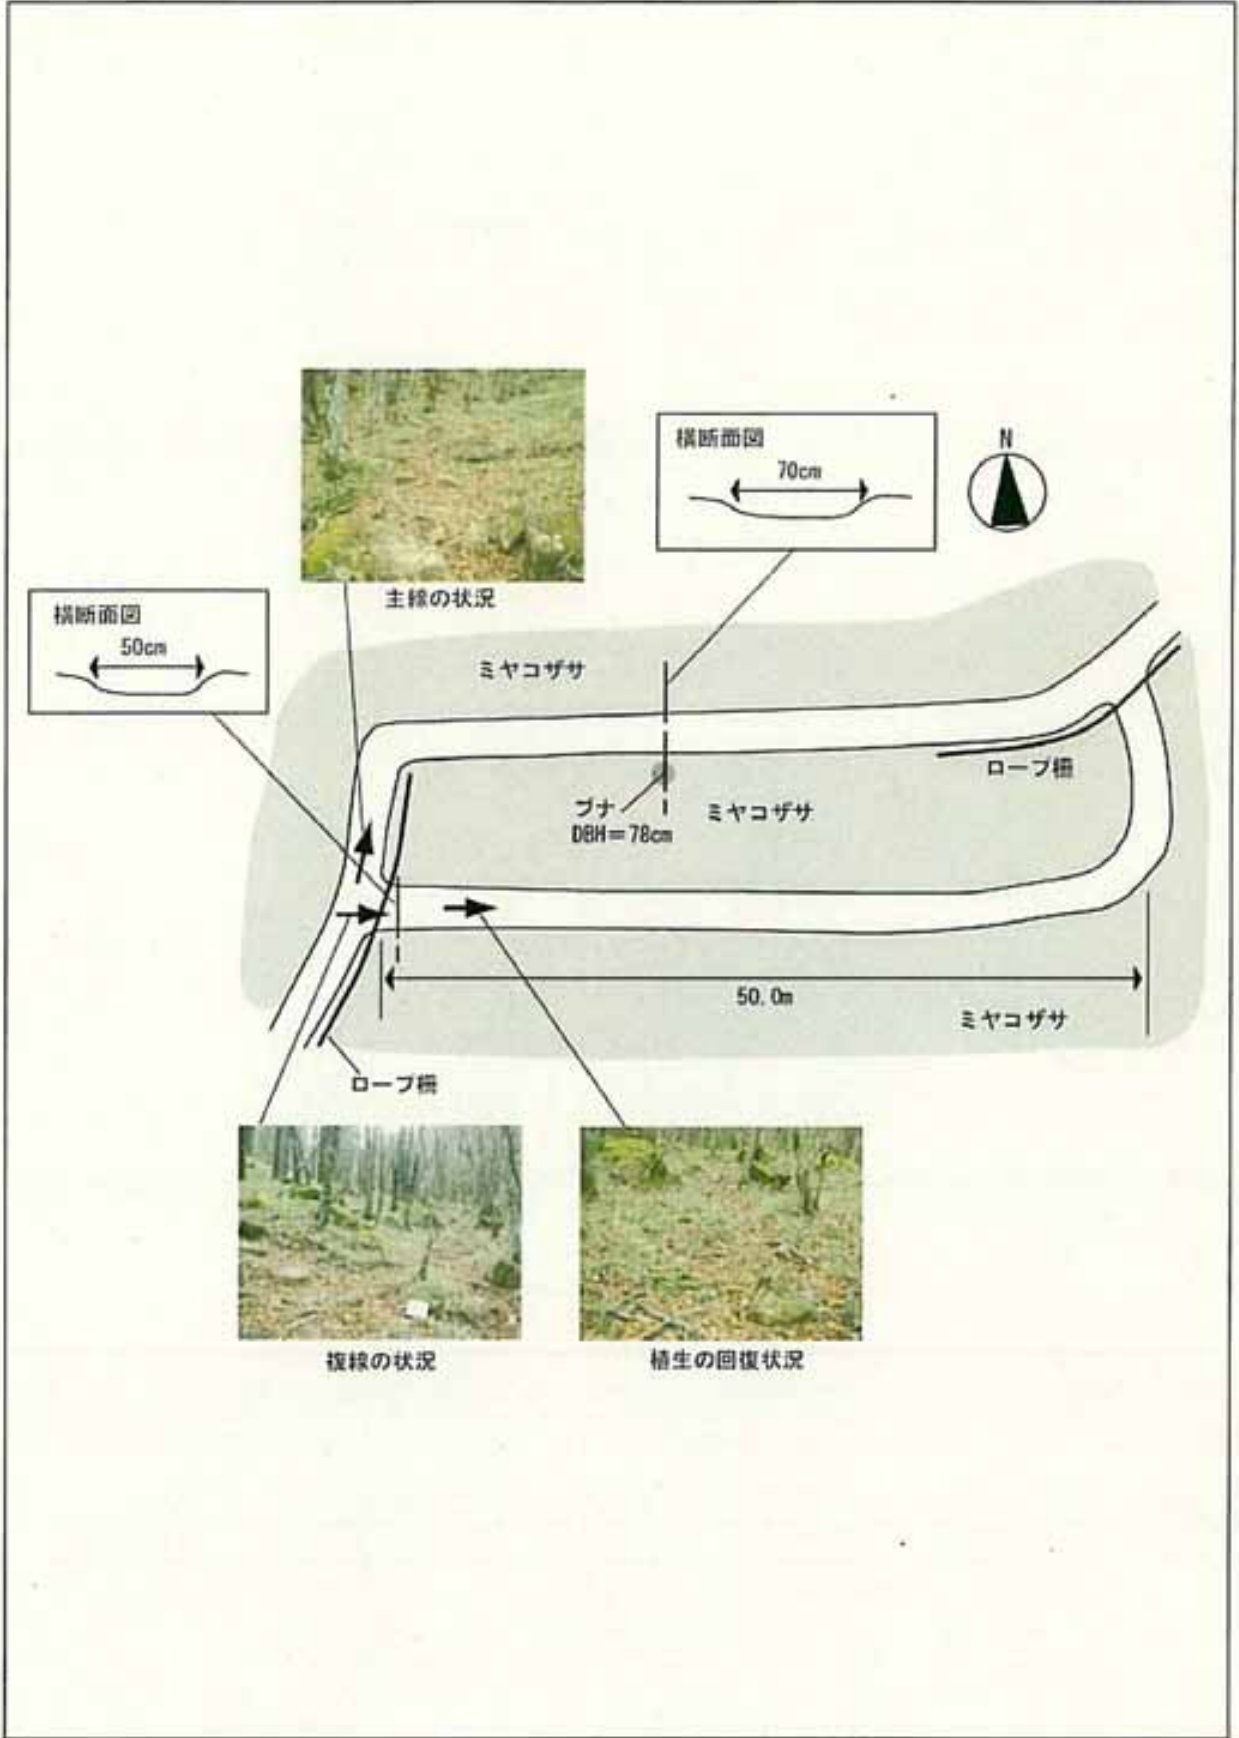 横断面図
70cm
N
主線の状況
横断面図
50cm
ミヤコザサ
ロープ柵
ブナ
DBH=78cm
ミヤコザサ
50.0m
ミヤコザサ
ロープ柵
複線の状況
植生の回復状況